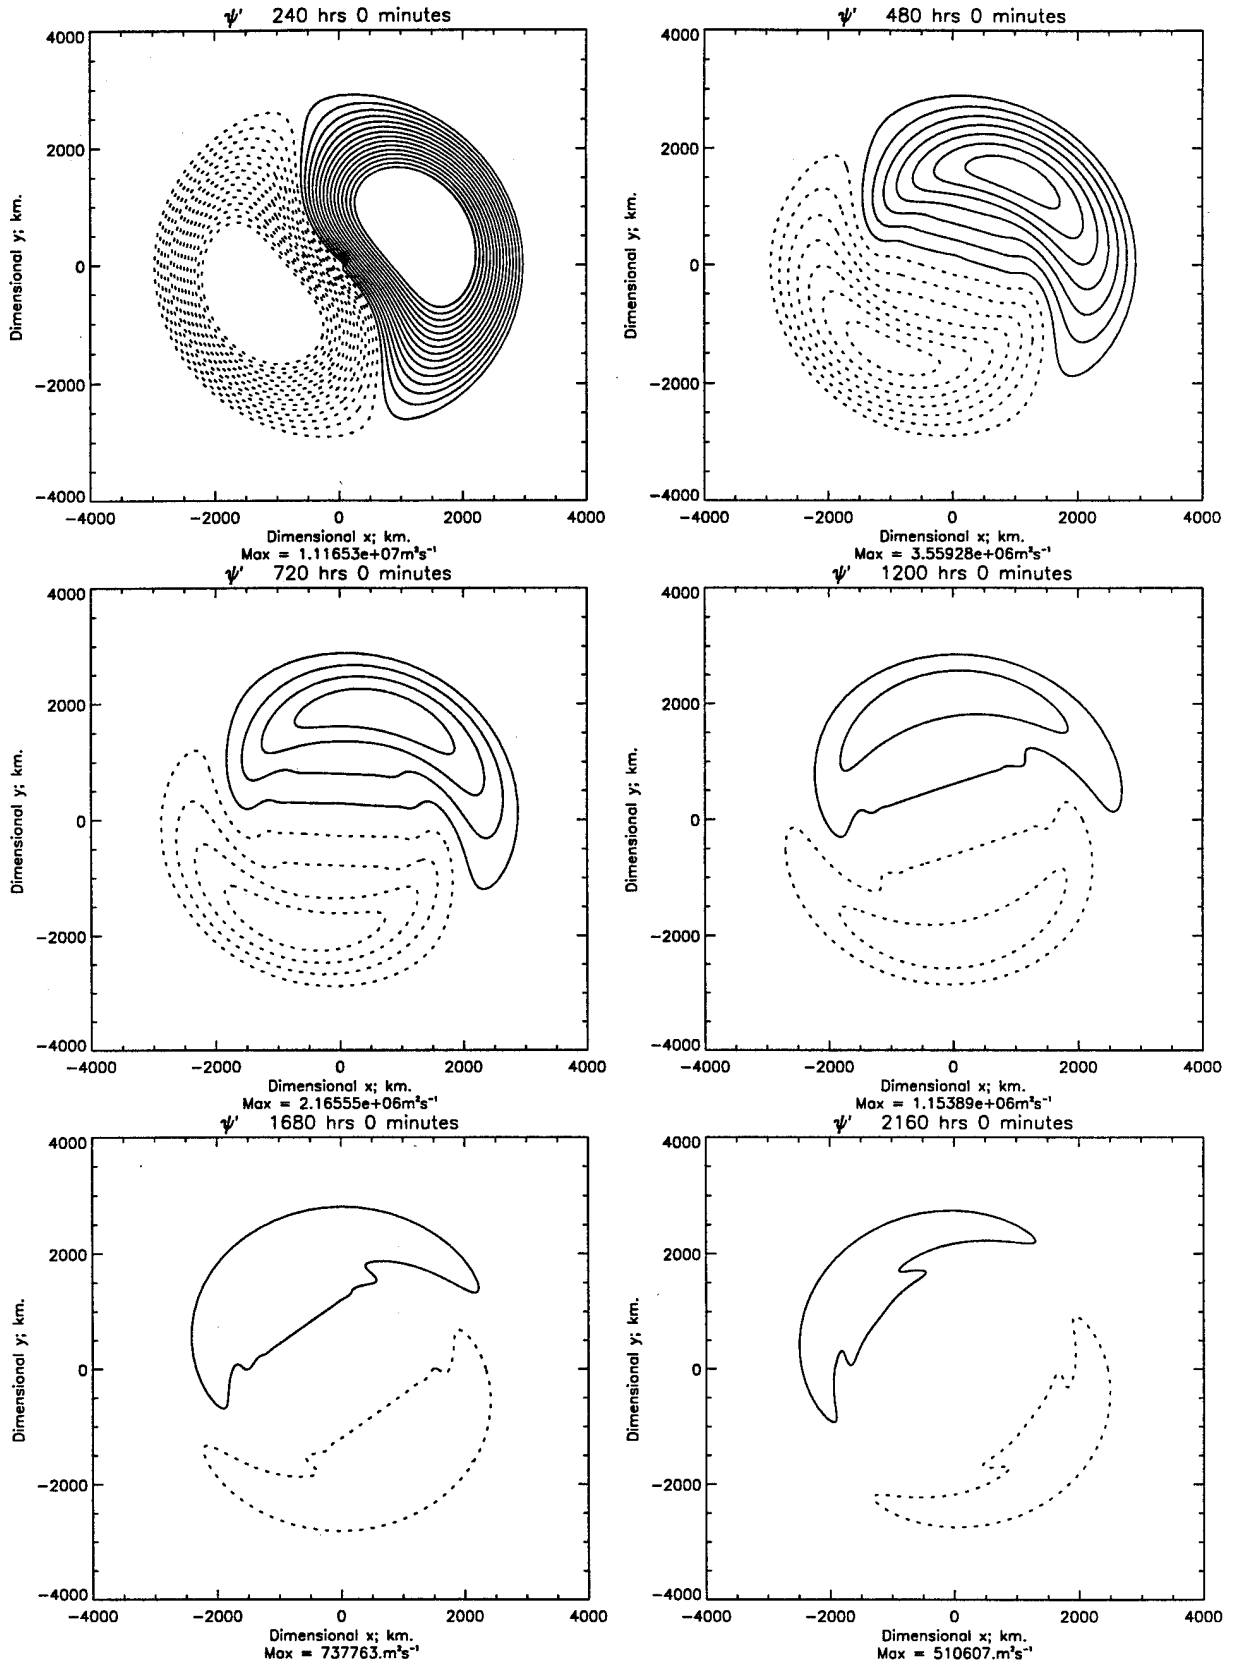 ψ' 240 hrs 0 minutes
4000
2000
0
−2000
−4000
Dimensional y; km.
−4000 −2000 0 2000 4000
Dimensional x; km.
Max = 1.11653e+07m²s⁻¹
ψ' 480 hrs 0 minutes
4000
2000
0
−2000
−4000
Dimensional y; km.
−4000 −2000 0 2000 4000
Dimensional x; km.
Max = 3.55928e+06m²s⁻¹
ψ' 720 hrs 0 minutes
4000
2000
0
−2000
−4000
Dimensional y; km.
−4000 −2000 0 2000 4000
Dimensional x; km.
Max = 2.16555e+06m²s⁻¹
ψ' 1200 hrs 0 minutes
4000
2000
0
−2000
−4000
Dimensional y; km.
−4000 −2000 0 2000 4000
Dimensional x; km.
Max = 1.15389e+06m²s⁻¹
ψ' 1680 hrs 0 minutes
4000
2000
0
−2000
−4000
Dimensional y; km.
−4000 −2000 0 2000 4000
Dimensional x; km.
Max = 737763.m²s⁻¹
ψ' 2160 hrs 0 minutes
4000
2000
0
−2000
−4000
Dimensional y; km.
−4000 −2000 0 2000 4000
Dimensional x; km.
Max = 510607.m²s⁻¹